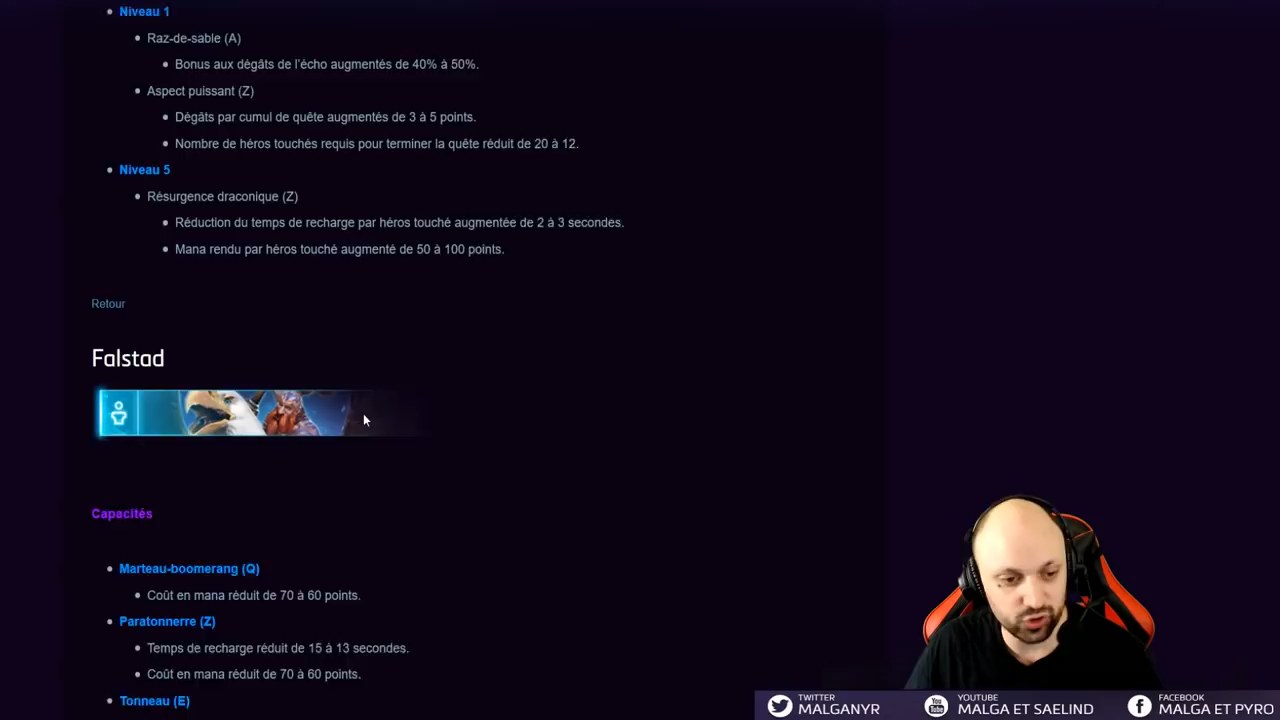 Niveau 1
Raz-de-sable (A)
Bonus aux dégâts de l'écho augmentés de 40% à 50%.
Aspect puissant (Z)
Dégâts par cumul de quête augmentés de 3 à 5 points.
Nombre de héros touchés requis pour terminer la quête réduit de 20 à 12.
Niveau 5
Résurgence draconique (Z)
Réduction du temps de recharge par héros touché augmentée de 2 à 3 secondes.
Mana rendu par héros touché augmenté de 50 à 100 points.
Retour
Falstad
Capacités
Marteau-boomerang (Q)
Coût en mana réduit de 70 à 60 points.
Paratonnerre (Z)
Temps de recharge réduit de 15 à 13 secondes.
Coût en mana réduit de 70 à 60 points.
Tonneau (E)
TWITTER
MALGANYR
You Tube
YOUTUBE
MALGA ET SAELIND
FACEBOOK
MALGA ET PYRO